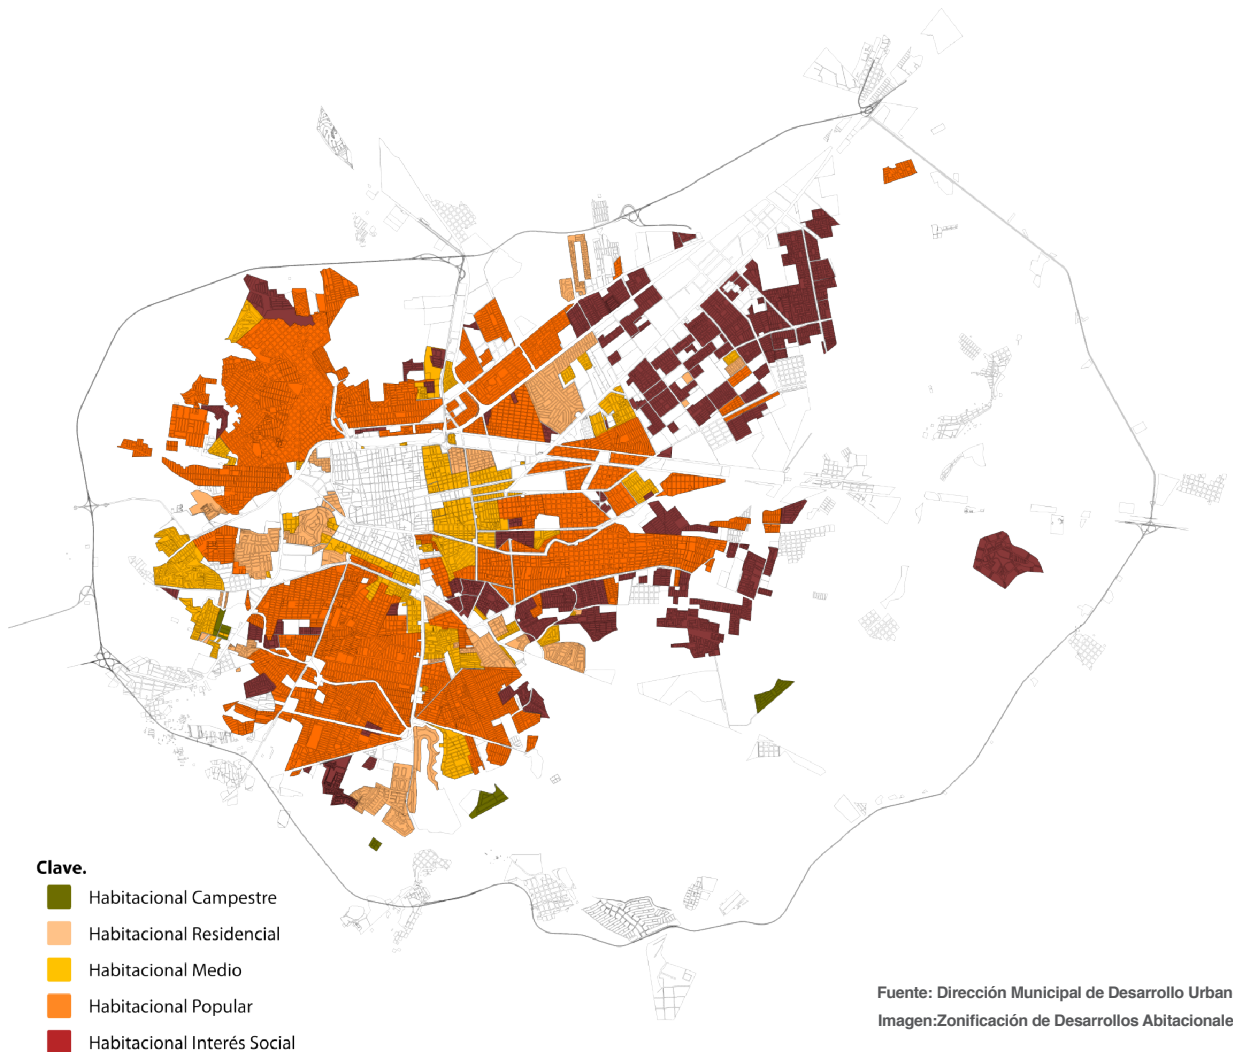 Clave.
Habitacional Campestre
Habitacional Residencial
Habitacional Medio
Habitacional Popular
Habitacional Interés Social
Fuente: Dirección Municipal de Desarrollo Urban
Imagen:Zonificación de Desarrollos Abitacionale